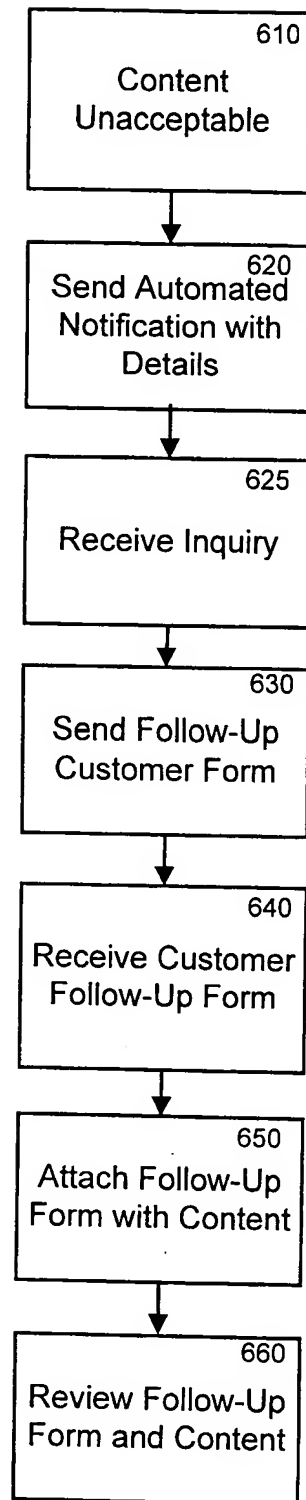 610
Content
Unacceptable
620
Send Automated
Notification with
Details
625
Receive Inquiry
630
Send Follow-Up
Customer Form
640
Receive Customer
Follow-Up Form
650
Attach Follow-Up
Form with Content
660
Review Follow-Up
Form and Content